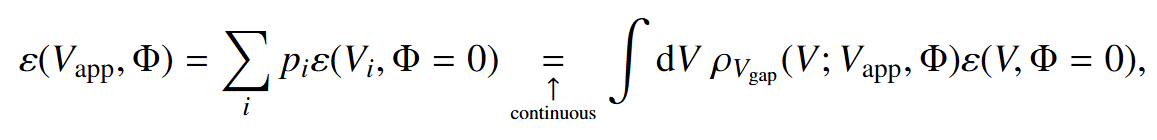 ε(V_app, Φ) = ∑_i p_i ε(V_i, Φ = 0) =_{↑ continuous} ∫ dV ρ_{V_gap}(V; V_app, Φ)ε(V, Φ = 0),